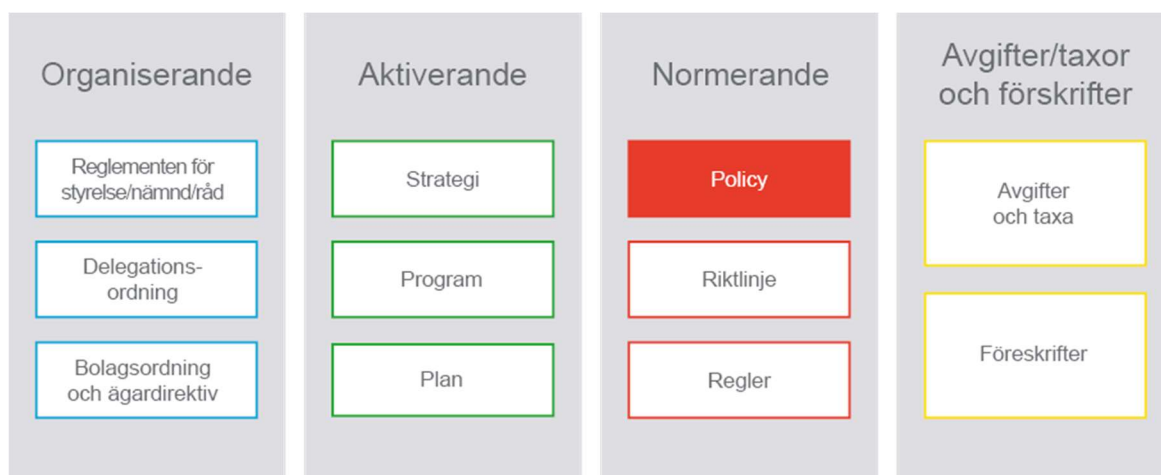 Organiserande
Reglementen för
styrelse/nämnd/råd
Delegations-
ordning
Bolagsordning
och ägardirektiv
Aktiverande
Strategi
Program
Plan
Normerande
Policy
Riktlinje
Regler
Avgifter/taxor
och förskrifter
Avgifter
och taxa
Föreskrifter